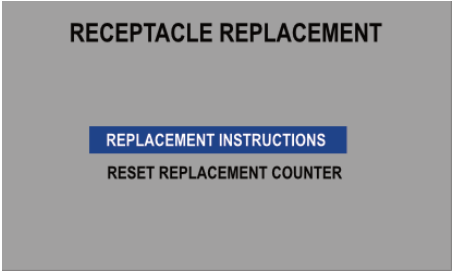 RECEPTACLE REPLACEMENT
REPLACEMENT INSTRUCTIONS
RESET REPLACEMENT COUNTER